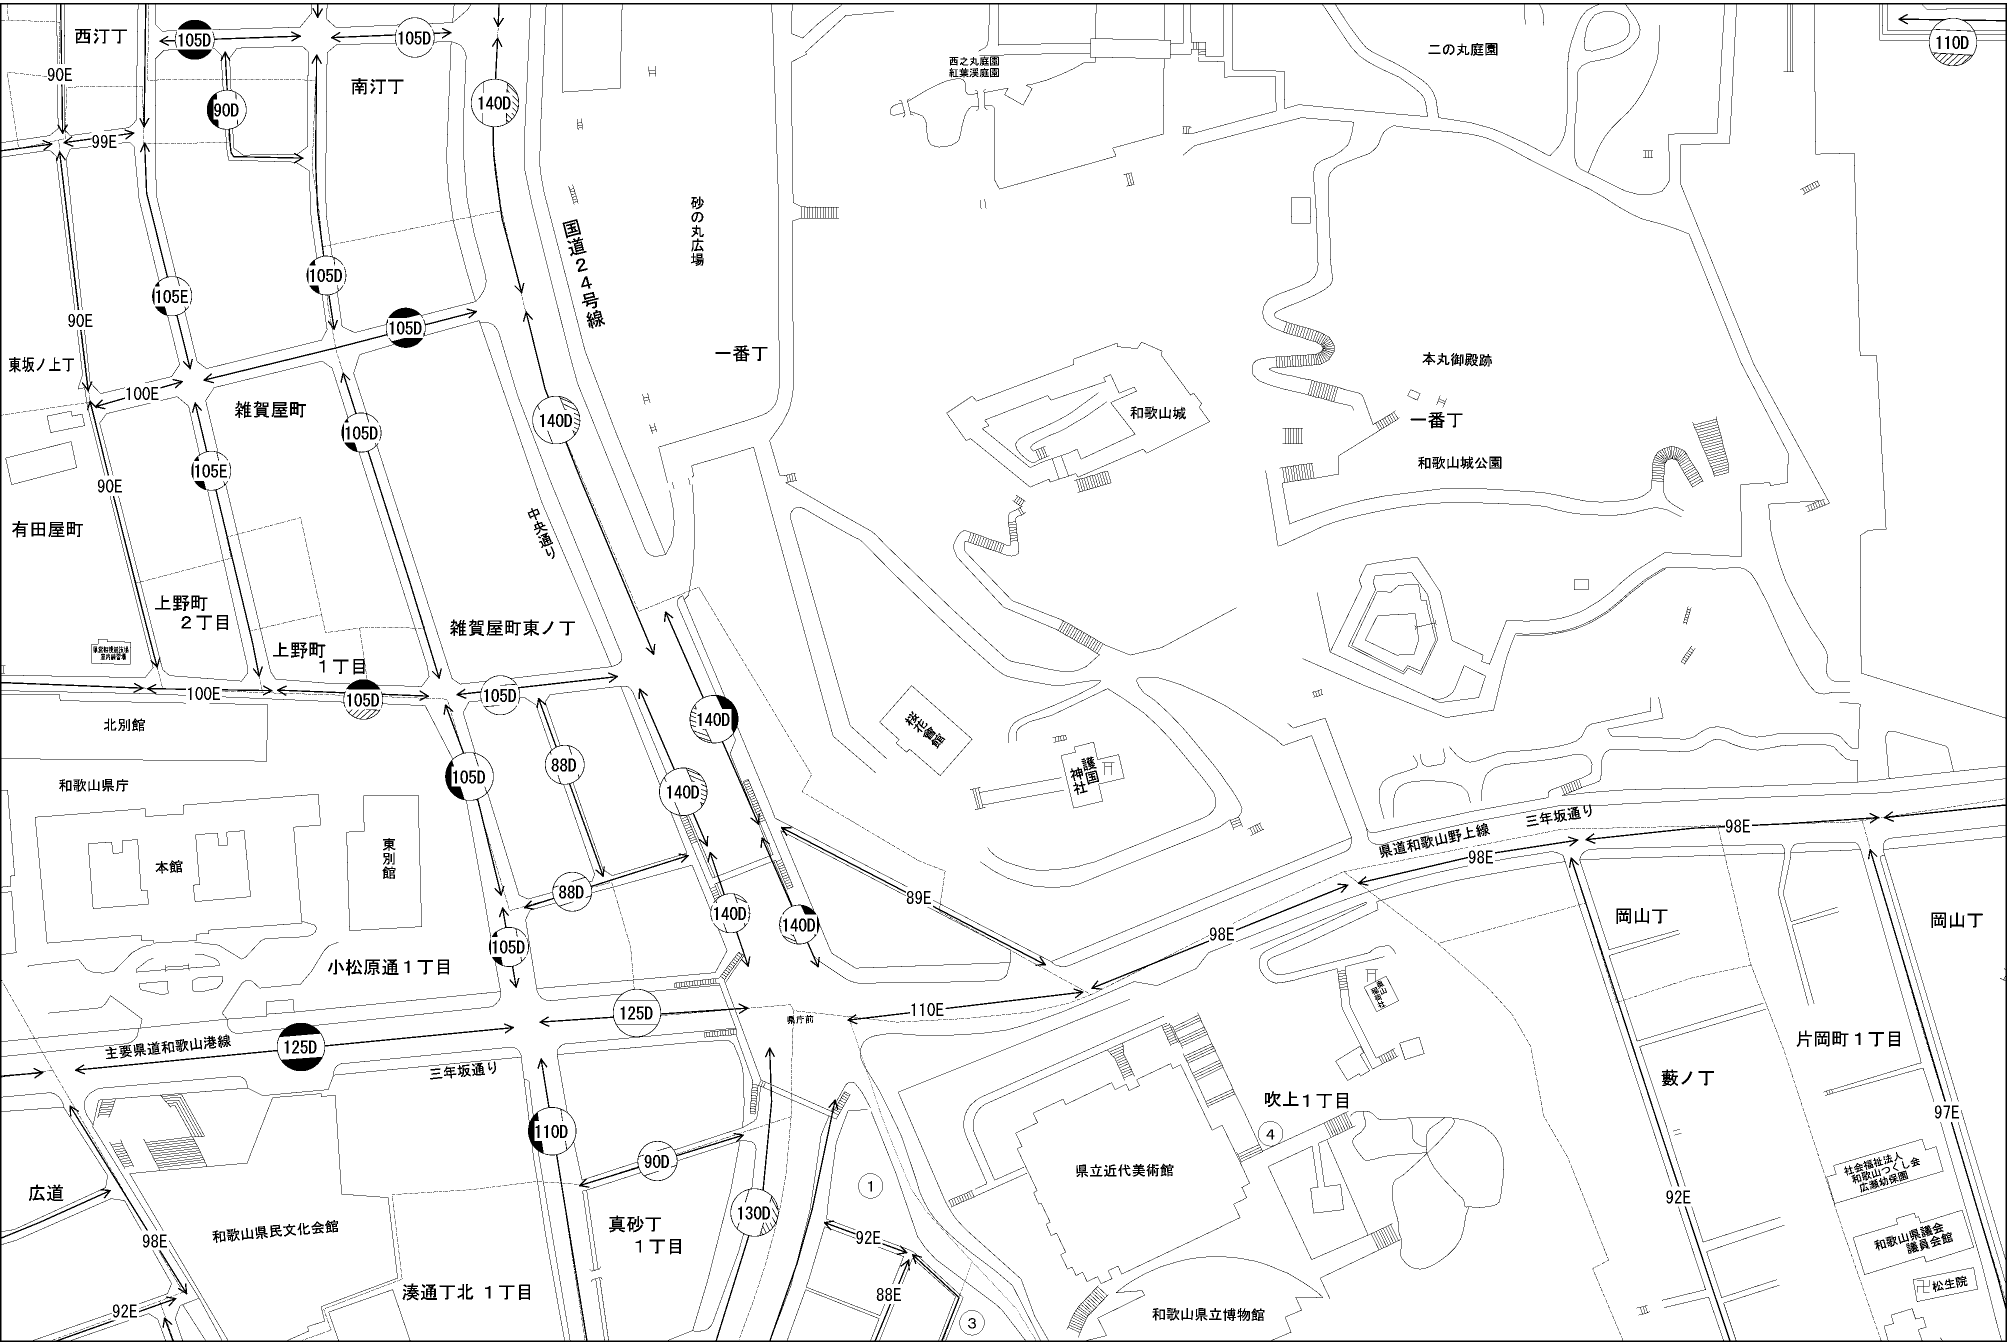 西汀丁
105D
105D
西之丸庭園
紅葉渓庭園
二の丸庭園
110D
90E
南汀丁
90D
140D
99E
砂の丸広場
国道24号線
105E
105D
90E
105D
東坂ノ上丁
一番丁
本丸御殿跡
100E
雑賀屋町
和歌山城
一番丁
140D
105D
和歌山城公園
105E
90E
有田屋町
中央通り
上野町
2丁目
雑賀屋町東ノ丁
上野町
1丁目
100E
105D
105D
北別館
140D
桜花會館
護国
神社
和歌山県庁
105D
88D
140D
東別館
本館
県道和歌山野上線
三年坂通り
98E
98E
88D
89E
140D
140D
98E
岡山丁
岡山丁
105D
小松原通1丁目
125D
県庁前
110E
主要県道和歌山港線
125D
三年坂通り
片岡町1丁目
藪ノ丁
吹上1丁目
97E
110D
4
90D
県立近代美術館
社会福祉法人
和歌山つくし会
広瀬幼保園
広道
1
92E
和歌山県民文化会館
130D
真砂丁
1丁目
98E
92E
和歌山県議会
議員会館
湊通丁北 1丁目
88E
松生院
92E
3
和歌山県立博物館